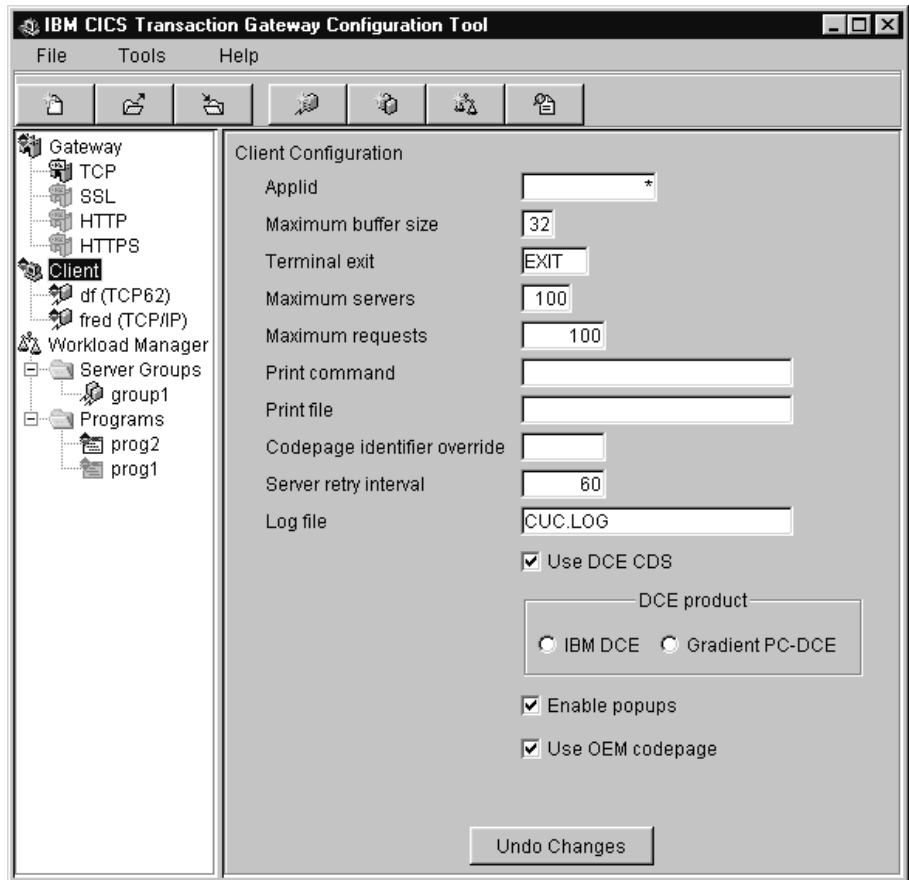 IBM CICS Transaction Gateway Configuration Tool
File Tools Help
Gateway
TCP
SSL
HTTP
HTTPS
Client
df (TCP62)
fred (TCP/IP)
Workload Manager
Server Groups
group1
Programs
prog2
prog1
Client Configuration
Applid *
Maximum buffer size 32
Terminal exit EXIT
Maximum servers 100
Maximum requests 100
Print command
Print file
Codepage identifier override
Server retry interval 60
Log file CUC.LOG
Use DCE CDS
DCE product
IBM DCE Gradient PC-DCE
Enable popups
Use OEM codepage
Undo Changes